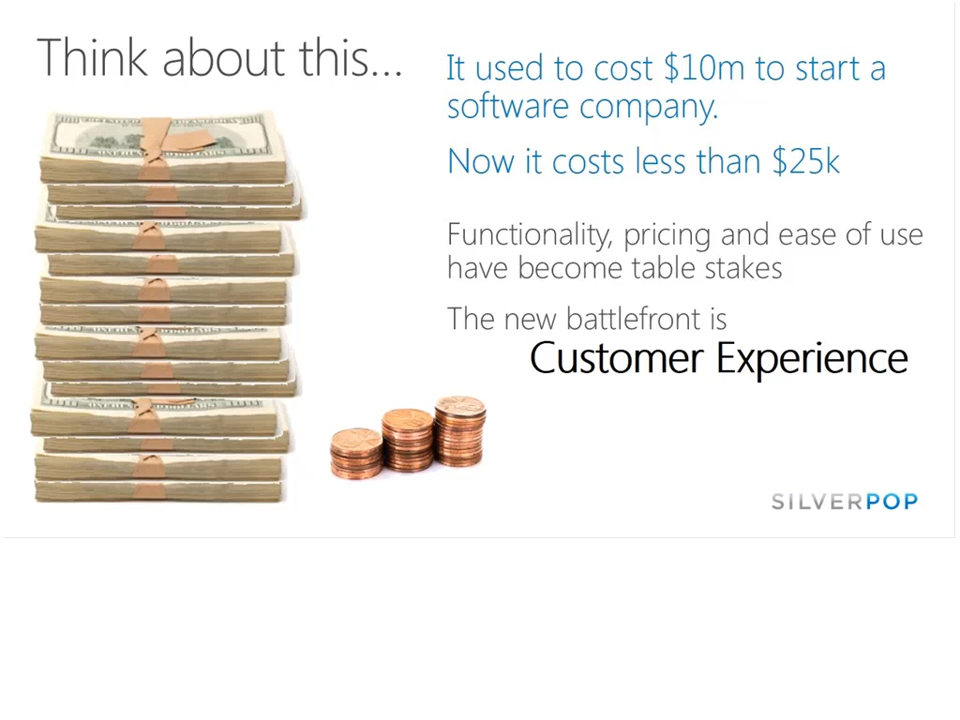 Think about this...
It used to cost $10m to start a
software company.
Now it costs less than $25k
Functionality, pricing and ease of use
have become table stakes
The new battlefront is
Customer Experience
SILVERPOP